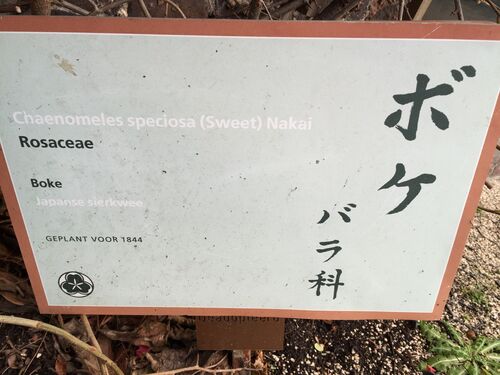 Chaenomeles speciosa (Sweet) Nakai
Rosaceae
Boke
Japanse sierkwee
GEPLANT VOOR 1844
ボケ
バラ科